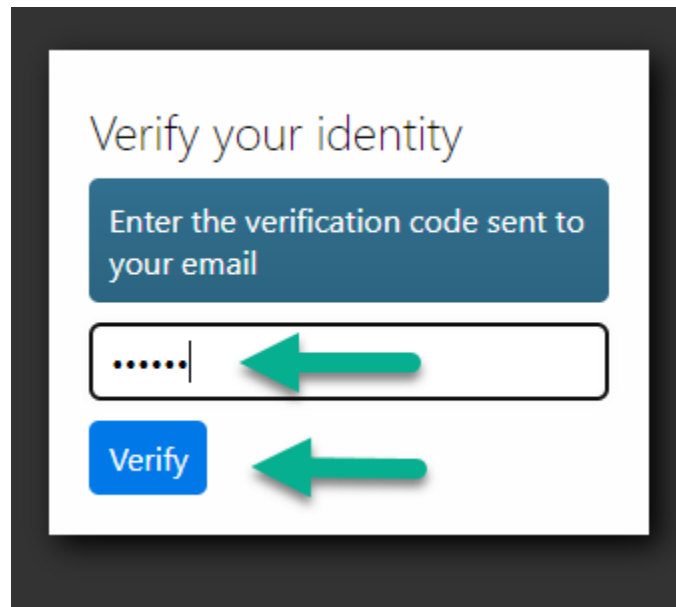 Verify your identity
Enter the verification code sent to
your email
••••••
Verify